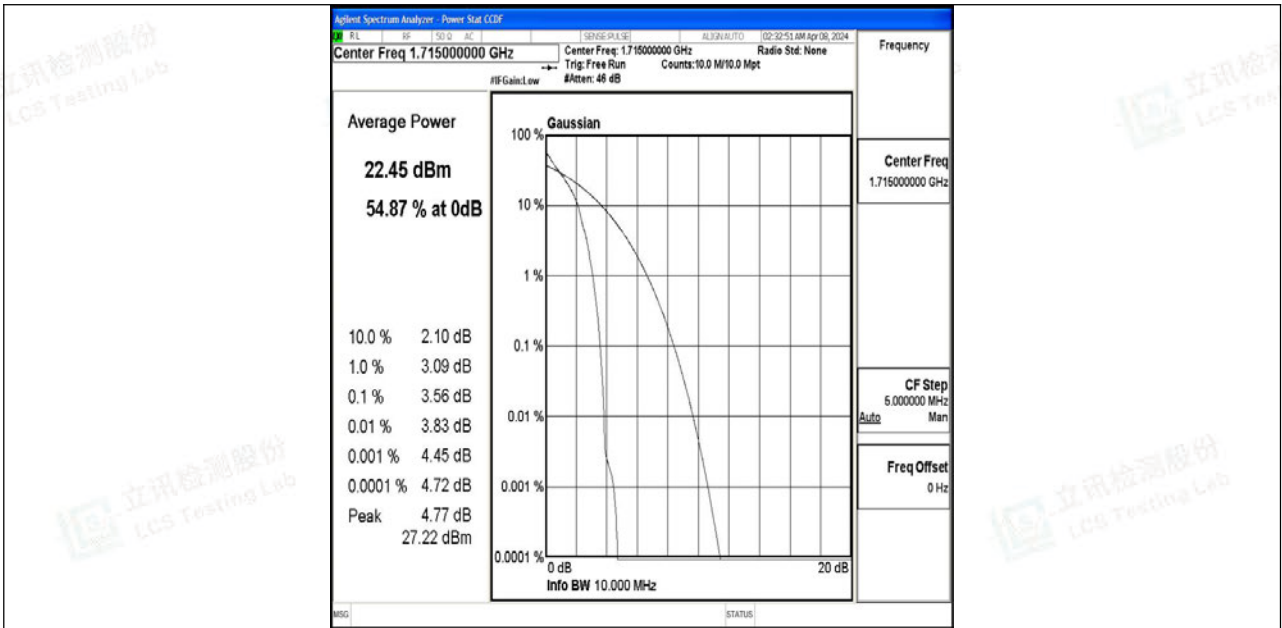 Agilent Spectrum Analyzer - Power Stat CCDF
RL RF 50 Ω AC SENSE:PULSE ALIGN AUTO 02:32:51 AM Apr 08, 2024
Center Freq 1.715000000 GHz
Center Freq: 1.715000000 GHz Radio Std: None
Trig: Free Run Counts:10.0 M/10.0 Mpt
#IFGain:Low #Atten: 46 dB
Frequency
Average Power
22.45 dBm
54.87 % at 0dB
10.0 % 2.10 dB
1.0 % 3.09 dB
0.1 % 3.56 dB
0.01 % 3.83 dB
0.001 % 4.45 dB
0.0001 % 4.72 dB
Peak 4.77 dB
27.22 dBm
Gaussian
100 %
10 %
1 %
0.1 %
0.01 %
0.001 %
0.0001 %
0 dB 20 dB
Info BW 10.000 MHz
Center Freq
1.715000000 GHz
CF Step
5.000000 MHz
Auto Man
Freq Offset
0 Hz
MSG STATUS
立讯检测股份
LCS Testing Lab
立讯检测股份
LCS Testing Lab
立讯检测股份
LCS Testing Lab